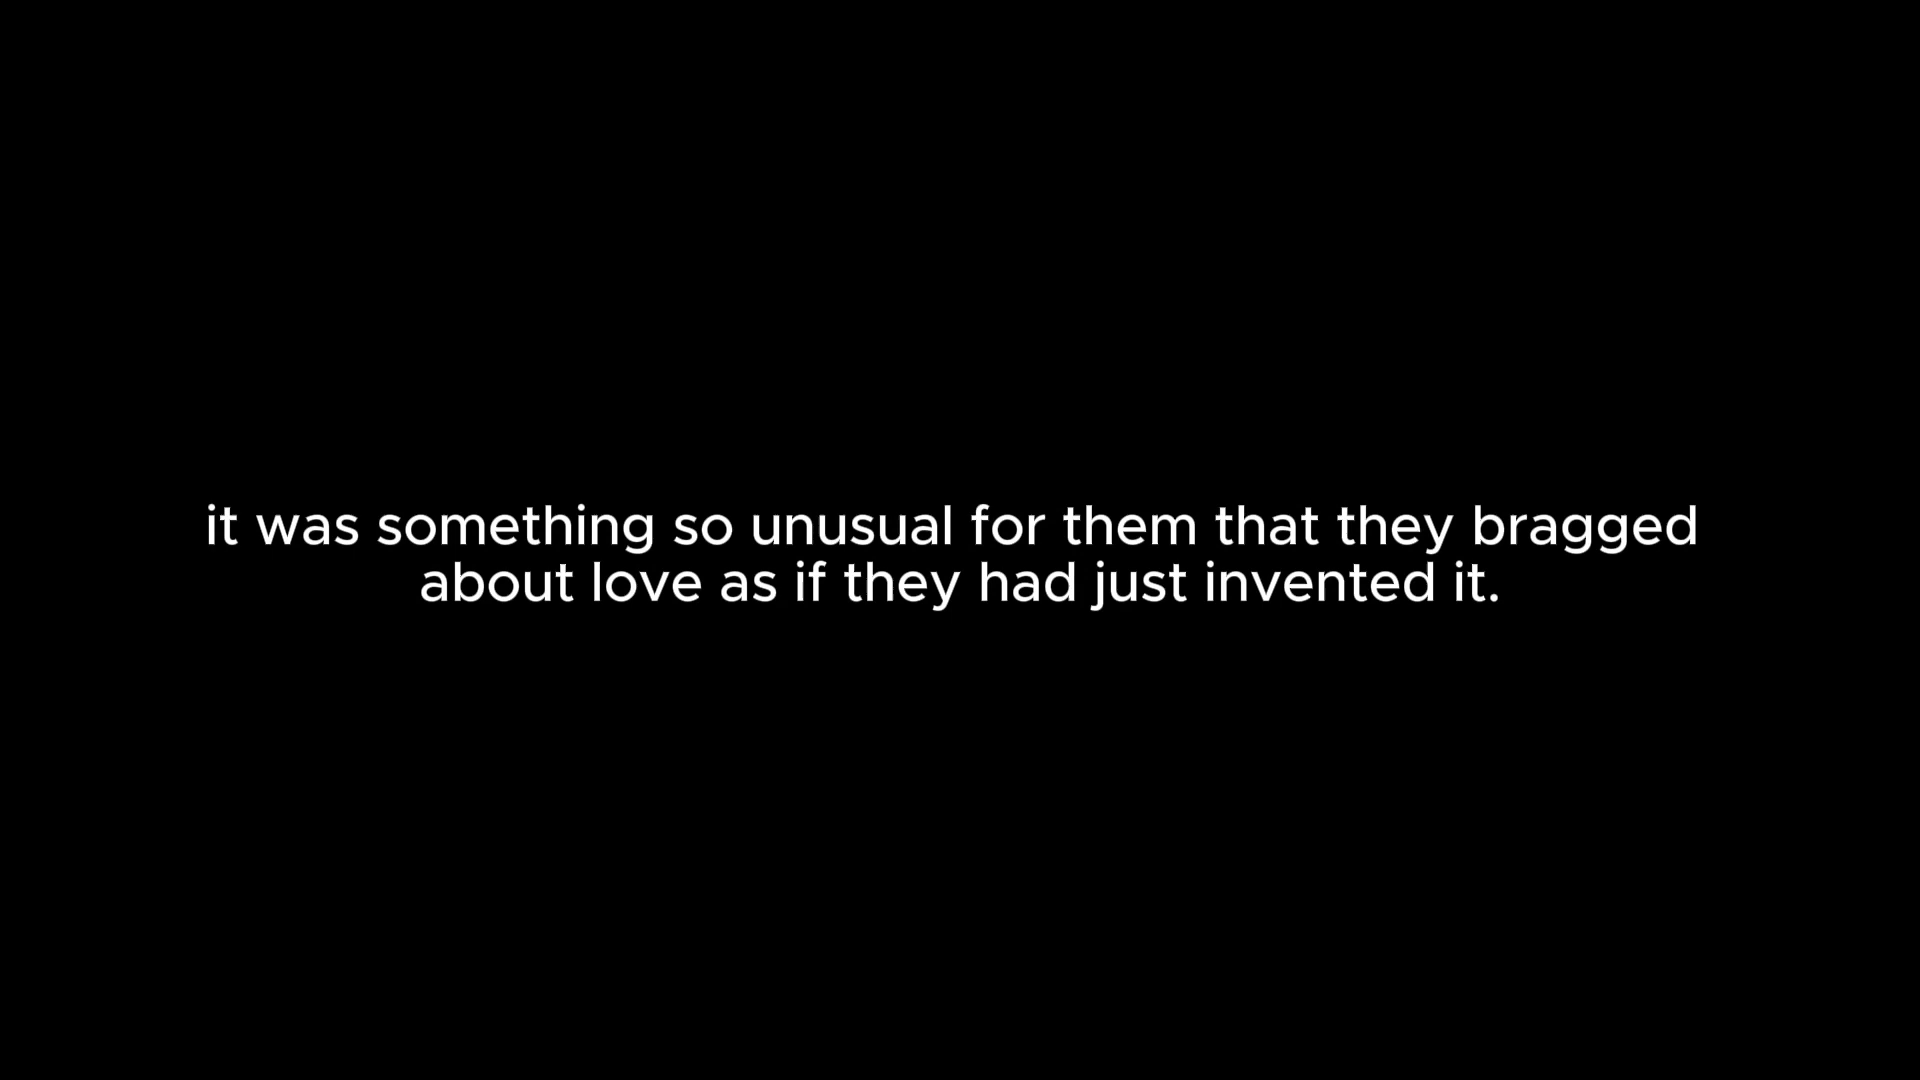 it was something so unusual for them that they bragged
about love as if they had just invented it.